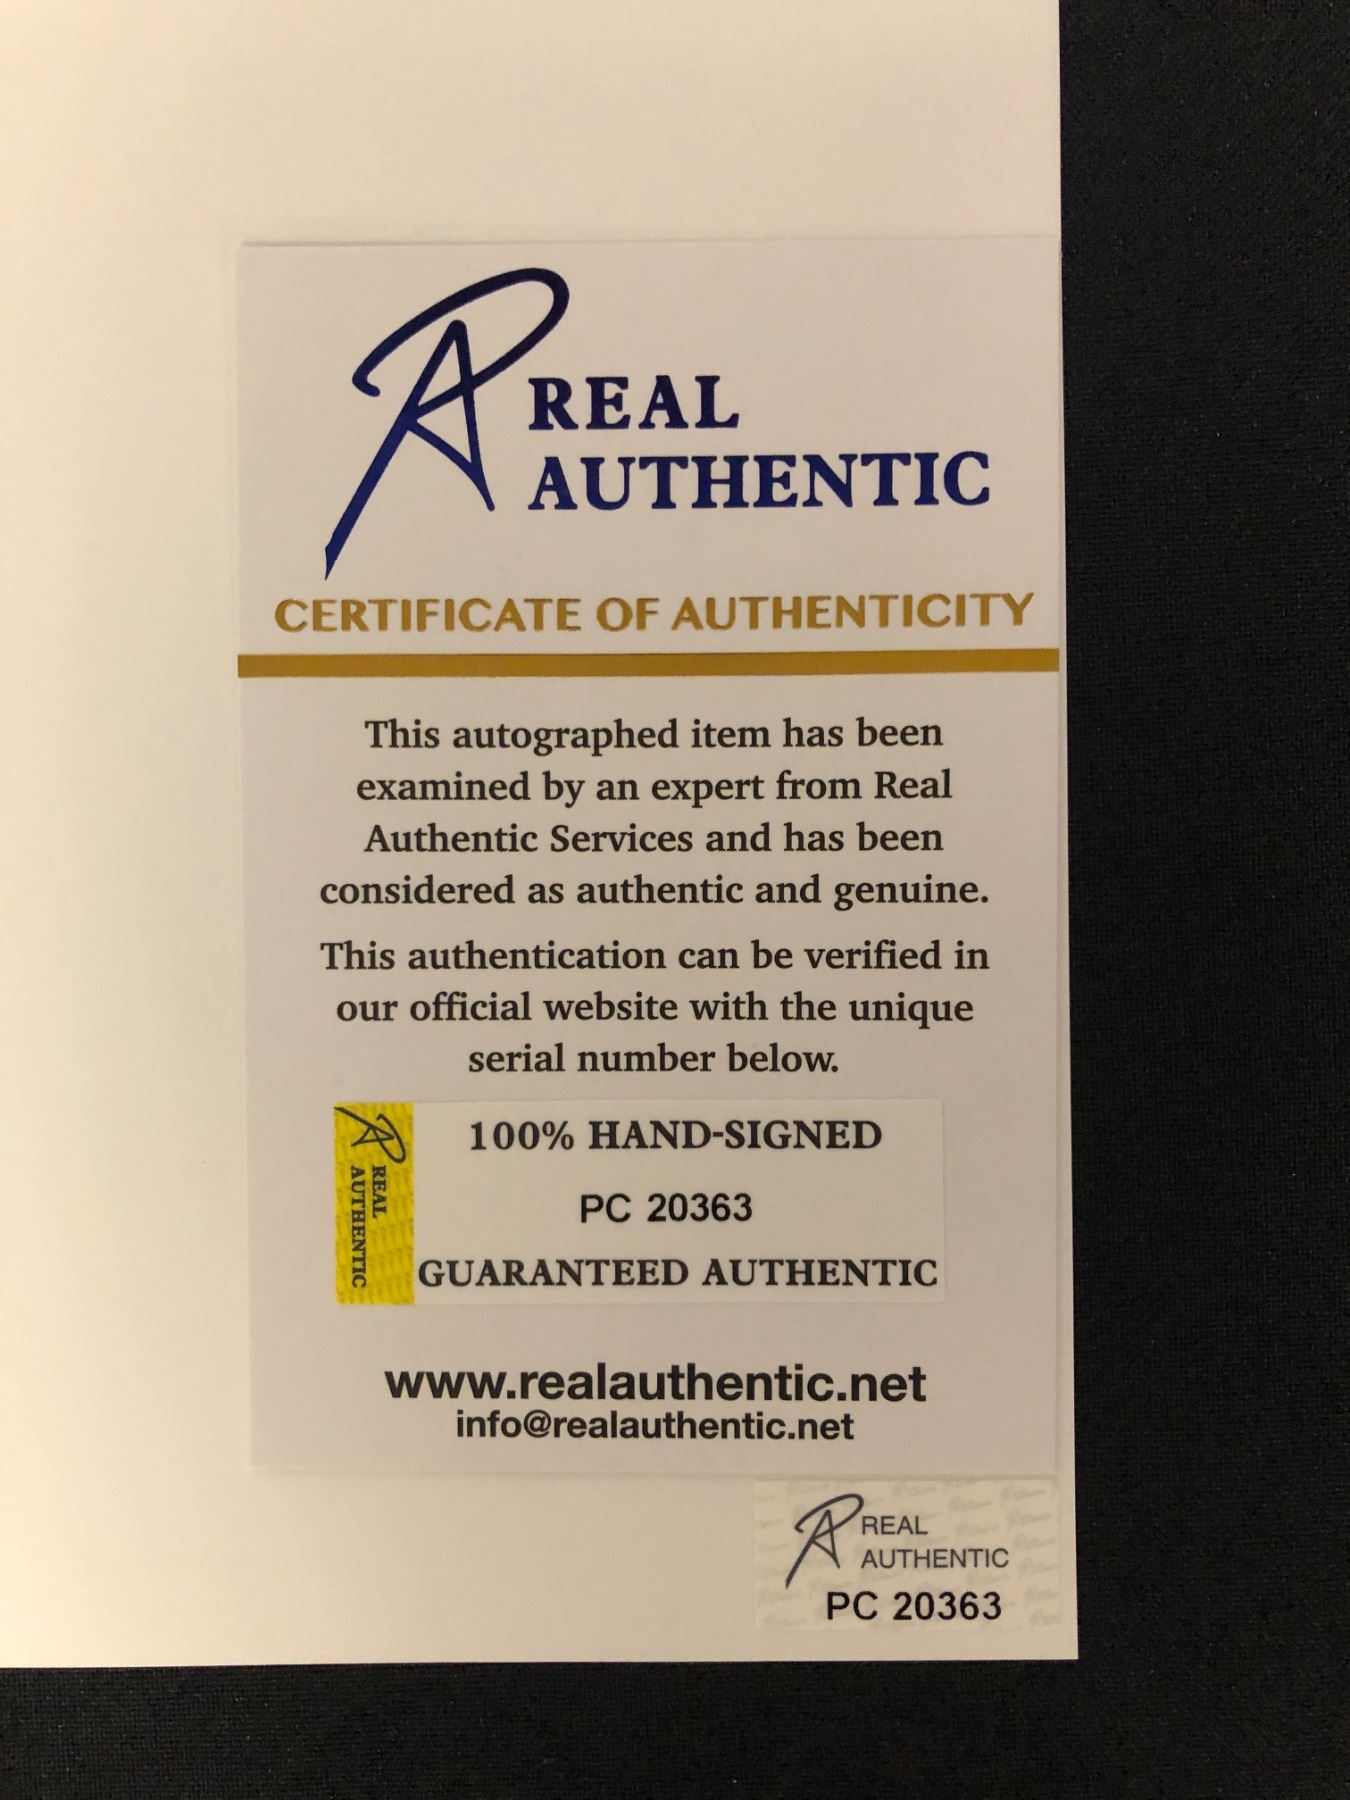 REAL
AUTHENTIC
CERTIFICATE OF AUTHENTICITY
This autographed item has been
examined by an expert from Real
Authentic Services and has been
considered as authentic and genuine.
This authentication can be verified in
our official website with the unique
serial number below.
REAL
AUTHENTIC
100% HAND-SIGNED
PC 20363
GUARANTEED AUTHENTIC
www.realauthentic.net
info@realauthentic.net
REAL
AUTHENTIC
PC 20363